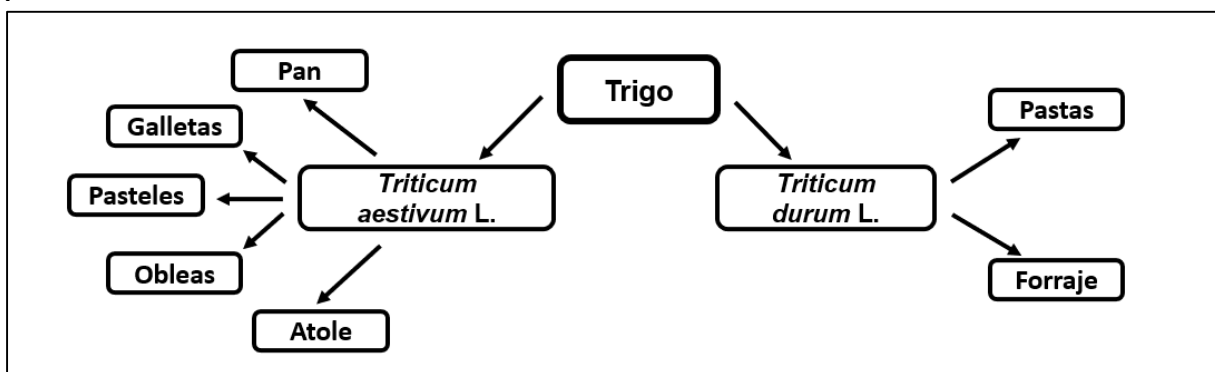 Trigo
Pan
Galletas
Pasteles
Obleas
Atole
Triticum
aestivum L.
Triticum
durum L.
Pastas
Forraje